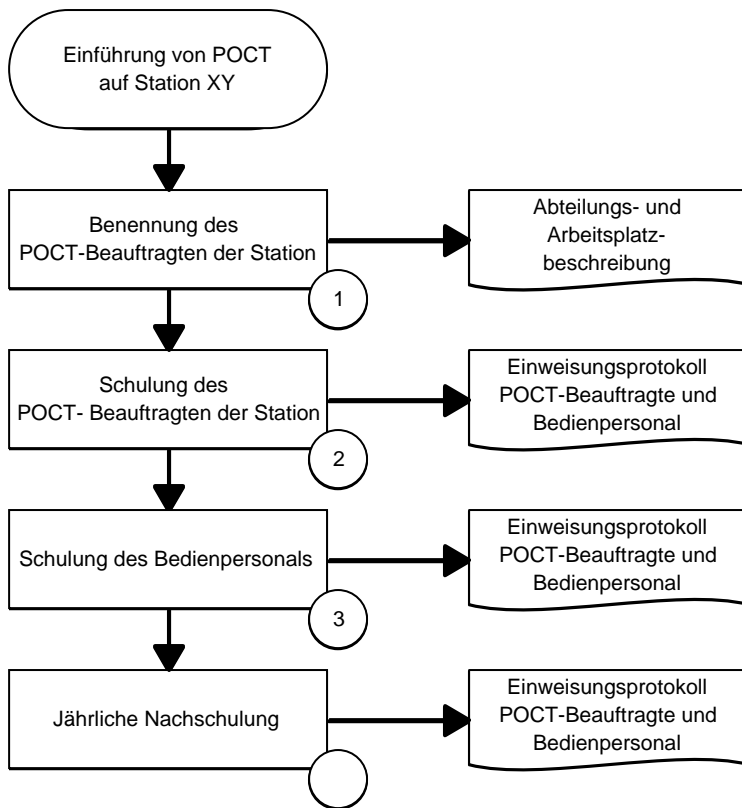 Einführung von POCT
auf Station XY
Benennung des
POCT-Beauftragten der Station
1
Abteilungs- und
Arbeitsplatz-
beschreibung
Schulung des
POCT- Beauftragten der Station
2
Einweisungsprotokoll
POCT-Beauftragte und
Bedienpersonal
Schulung des Bedienpersonals
3
Einweisungsprotokoll
POCT-Beauftragte und
Bedienpersonal
Jährliche Nachschulung
Einweisungsprotokoll
POCT-Beauftragte und
Bedienpersonal